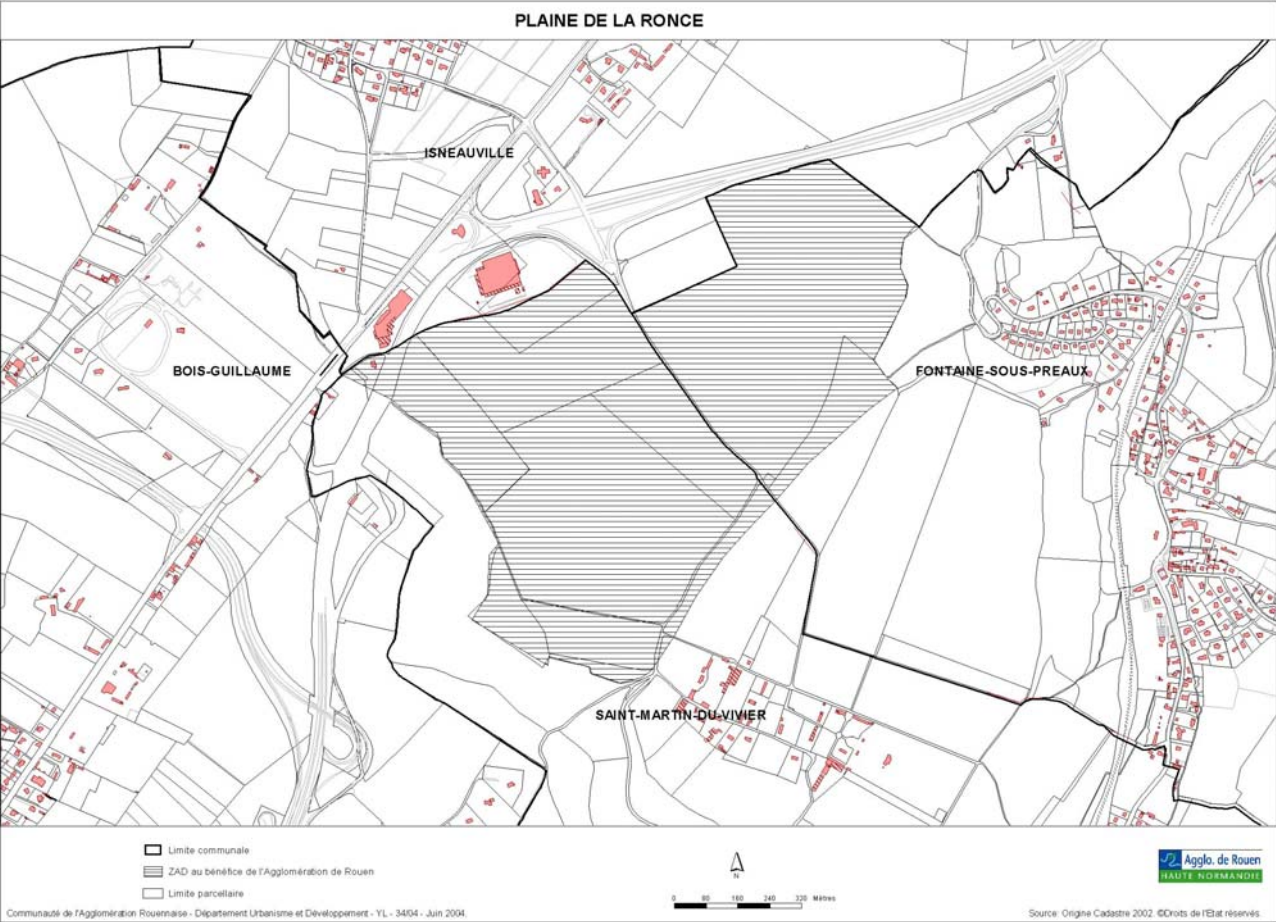 PLAINE DE LA RONCE
ISNEAUVILLE
BOIS-GUILLAUME
FONTAINE-SOUS-PREAUX
SAINT-MARTIN-DU-VIVIER
Limite communale
ZAD au bénéfice de l'Agglomération de Rouen
Limite parcellaire
N
0 80 160 240 320 Mètres
Agglo. de Rouen
HAUTE NORMANDIE
Communauté de l'Agglomération Rouennaise - Département Urbanisme et Développement - YL - 34/04 - Juin 2004.
Source: Origine Cadastre 2002. ©Droits de l'Etat réservés.